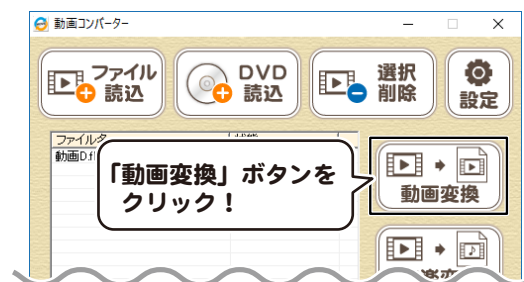 動画コンバーター
ファイル
読込
DVD
読込
選択
削除
設定
ファイル名
動画D.fl
「動画変換」ボタンを
クリック!
動画変換